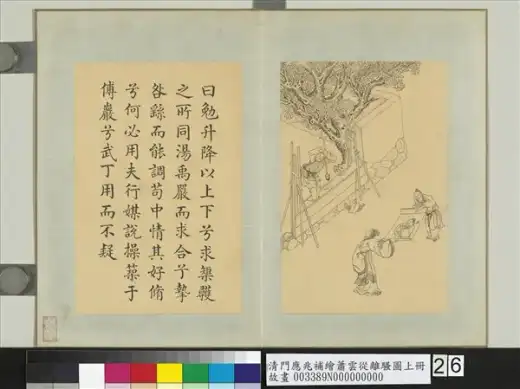 曰勉升降以上下兮求榘矱
之所同湯禹嚴而求合兮摯
咎繇而能調苟中情其好脩
兮何必用夫行媒說操築于
傅巖兮武丁用而不疑
清門應兆補繪蕭雲從離騷圖上冊
故畫 003389N000000000
26